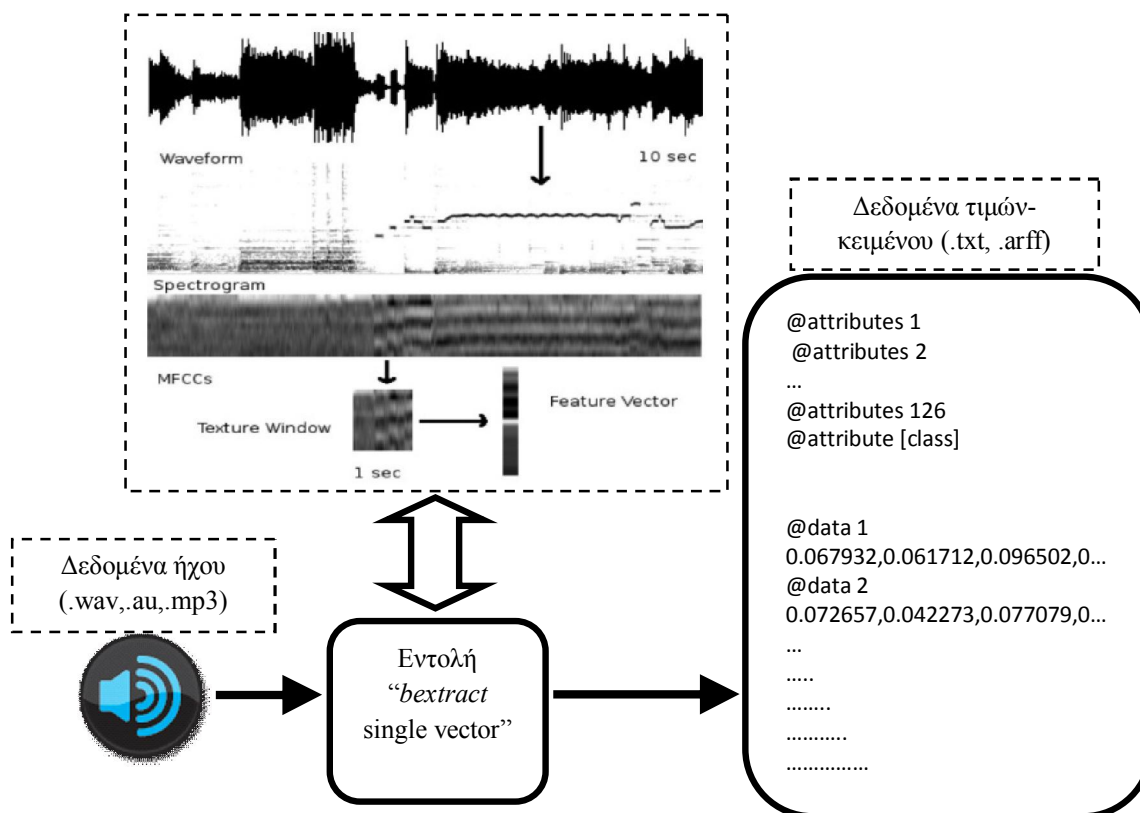 Waveform
10 sec
Spectrogram
MFCCs
Texture Window
Feature Vector
1 sec
Δεδομένα ήχου
(.wav,.au,.mp3)
Εντολή
“bextract
single vector”
Δεδομένα τιμών-
κειμένου (.txt, .arff)
@attributes 1
@attributes 2
...
@attributes 126
@attribute [class]
@data 1
0.067932,0.061712,0.096502,0...
@data 2
0.072657,0.042273,0.077079,0...
...
.....
........
...........
...............